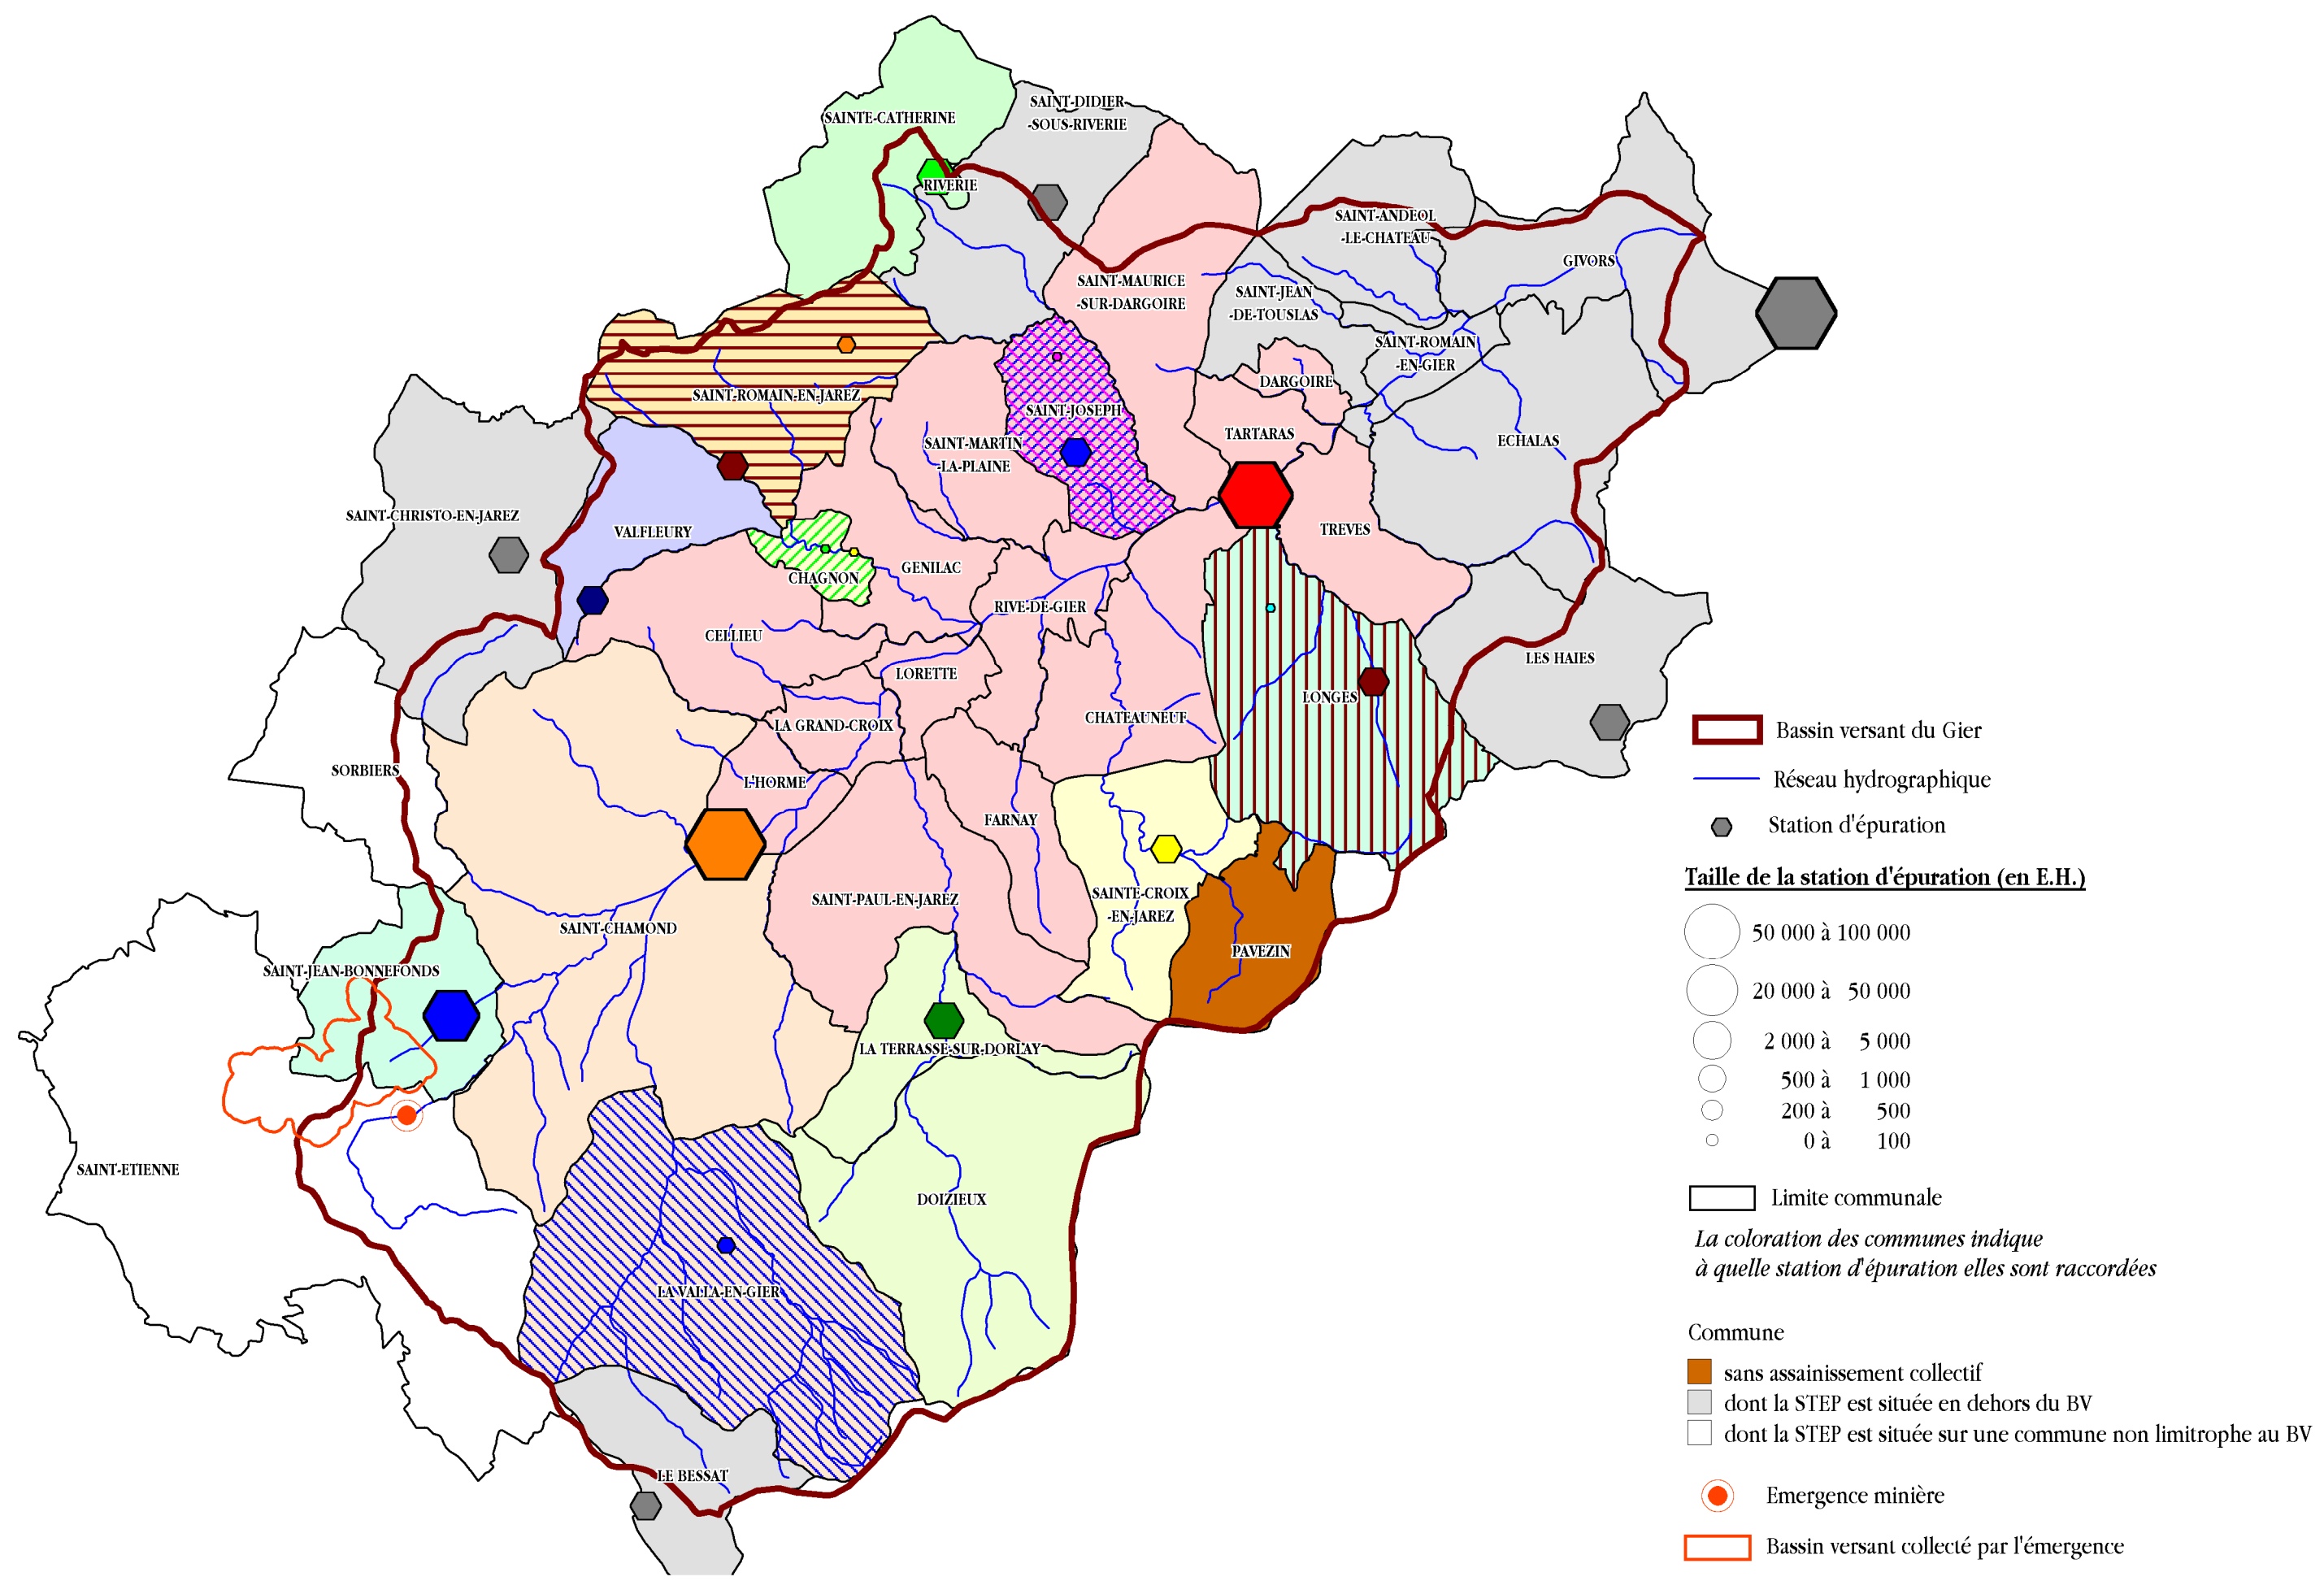 SAINTE-CATHERINE
SAINT-DIDIER
-SOUS-RIVERIE
RIVERIE
SAINT-ANDEOL
-LE-CHATEAU
GIVORS
SAINT-MAURICE
-SUR-DARGOIRE
SAINT-JEAN
-DE-TOUSLAS
SAINT-ROMAIN
-EN-GIER
DARGOIRE
SAINT-ROMAIN-EN-JAREZ
SAINT-JOSEPH
TARTARAS
ECHALAS
SAINT-MARTIN
-LA-PLAINE
SAINT-CHRISTO-EN-JAREZ
VALFLEURY
TREVES
CHAGNON
GENILAC
RIVE-DE-GIER
CELLIEU
LORETTE
LES HAIES
LONGES
LA GRAND-CROIX
CHATEAUNEUF
SORBIERS
L'HORME
FARNAY
SAINT-PAUL-EN-JAREZ
SAINTE-CROIX
-EN-JAREZ
SAINT-CHAMOND
PAVEZIN
SAINT-JEAN-BONNEFONDS
LA TERRASSE-SUR-DORLAY
SAINT-ETIENNE
DOIZIEUX
LA VALLA-EN-GIER
LE BESSAT
Bassin versant du Gier
Réseau hydrographique
Station d'épuration
Taille de la station d'épuration (en E.H.)
50 000 à 100 000
20 000 à 50 000
2 000 à 5 000
500 à 1 000
200 à 500
0 à 100
Limite communale
La coloration des communes indique
à quelle station d'épuration elles sont raccordées
Commune
sans assainissement collectif
dont la STEP est située en dehors du BV
dont la STEP est située sur une commune non limitrophe au BV
Emergence minière
Bassin versant collecté par l'émergence